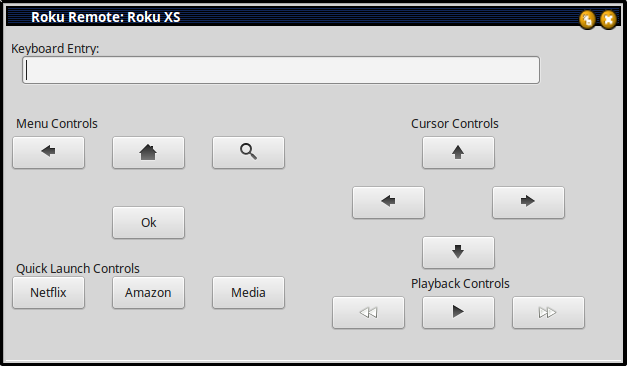 Roku Remote: Roku XS
Keyboard Entry:
Menu Controls
Cursor Controls
Ok
Quick Launch Controls
Netflix
Amazon
Media
Playback Controls